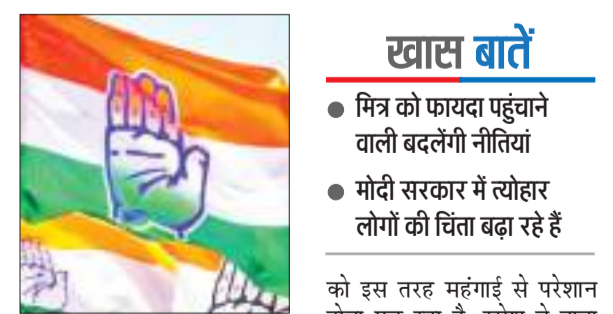 खास बातें
मित्र को फायदा पहुंचाने
वाली बदलेंगी नीतियां
मोदी सरकार में त्योहार
लोगों की चिंता बढ़ा रहे हैं
को इस तरह महंगाई से परेशान